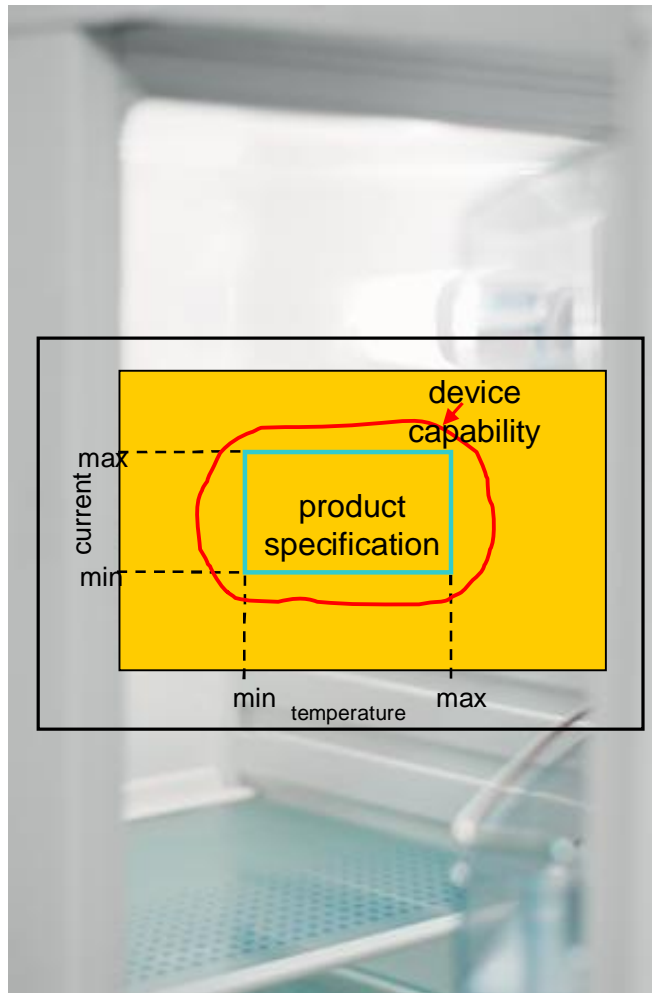 device
capability
max
current
product
specification
min
min
max
temperature